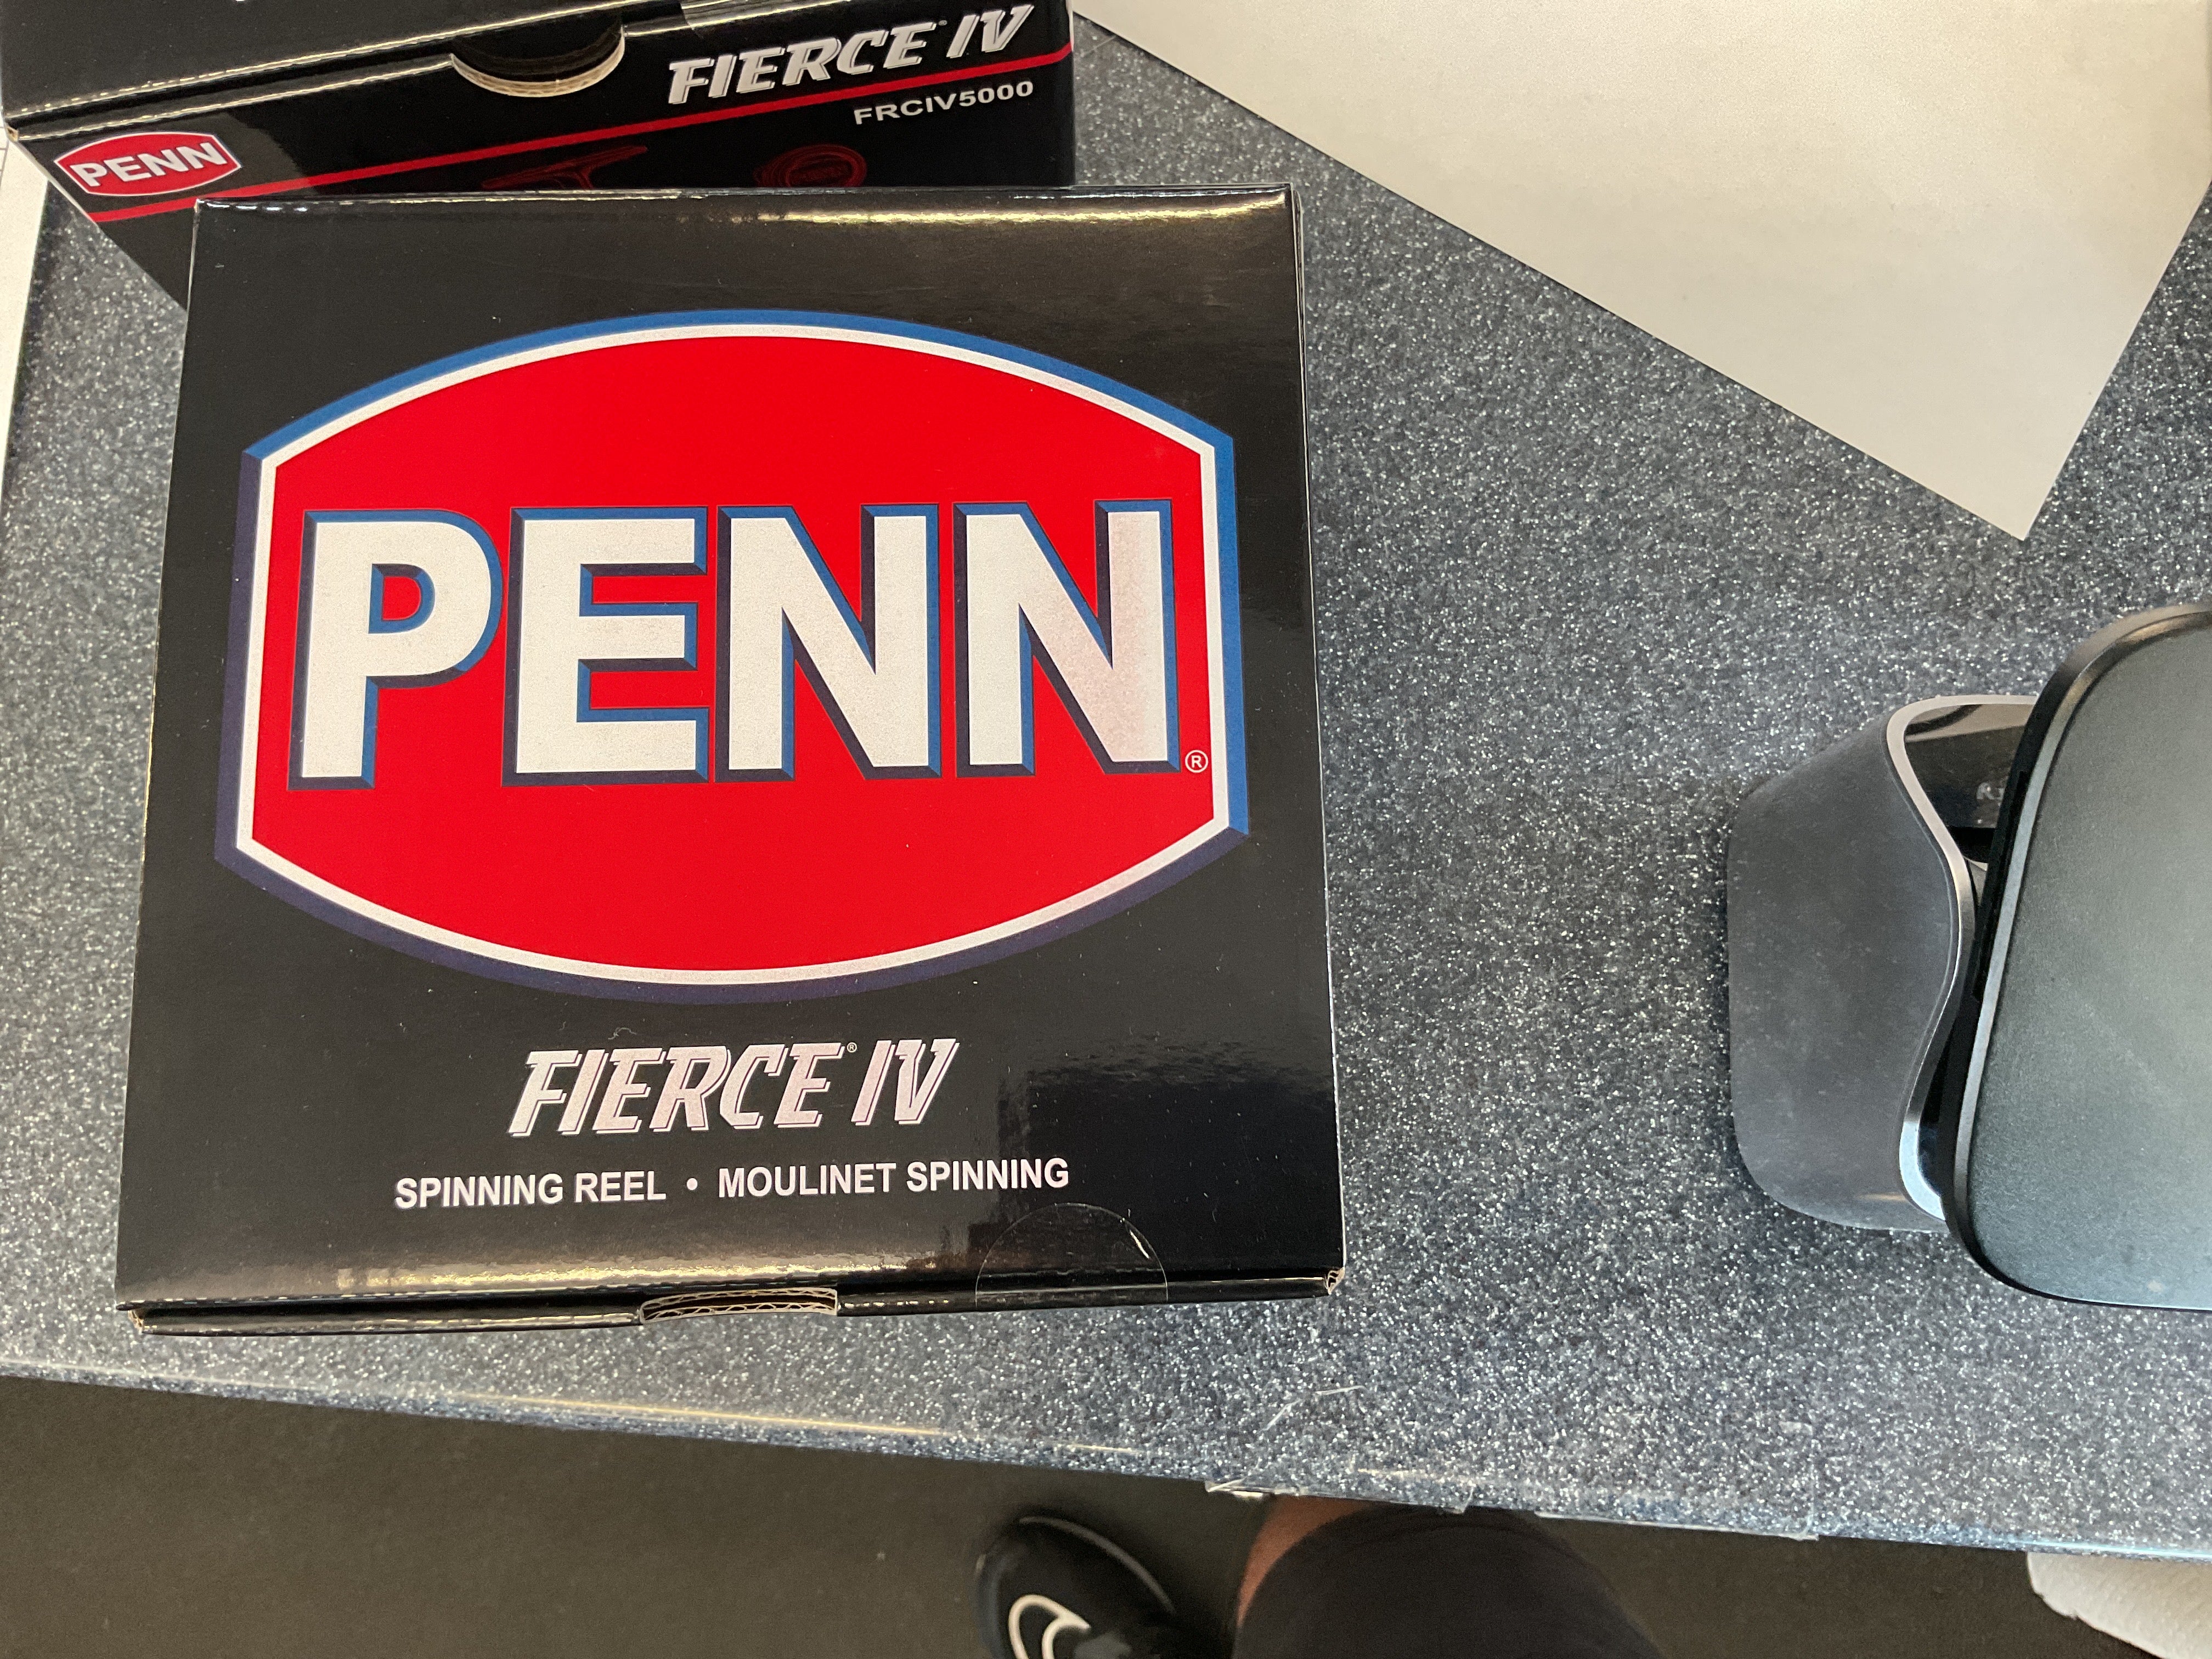 FIERCE® IV
FRCIV5000
PENN
PENN®
FIERCE® IV
SPINNING REEL • MOULINET SPINNING